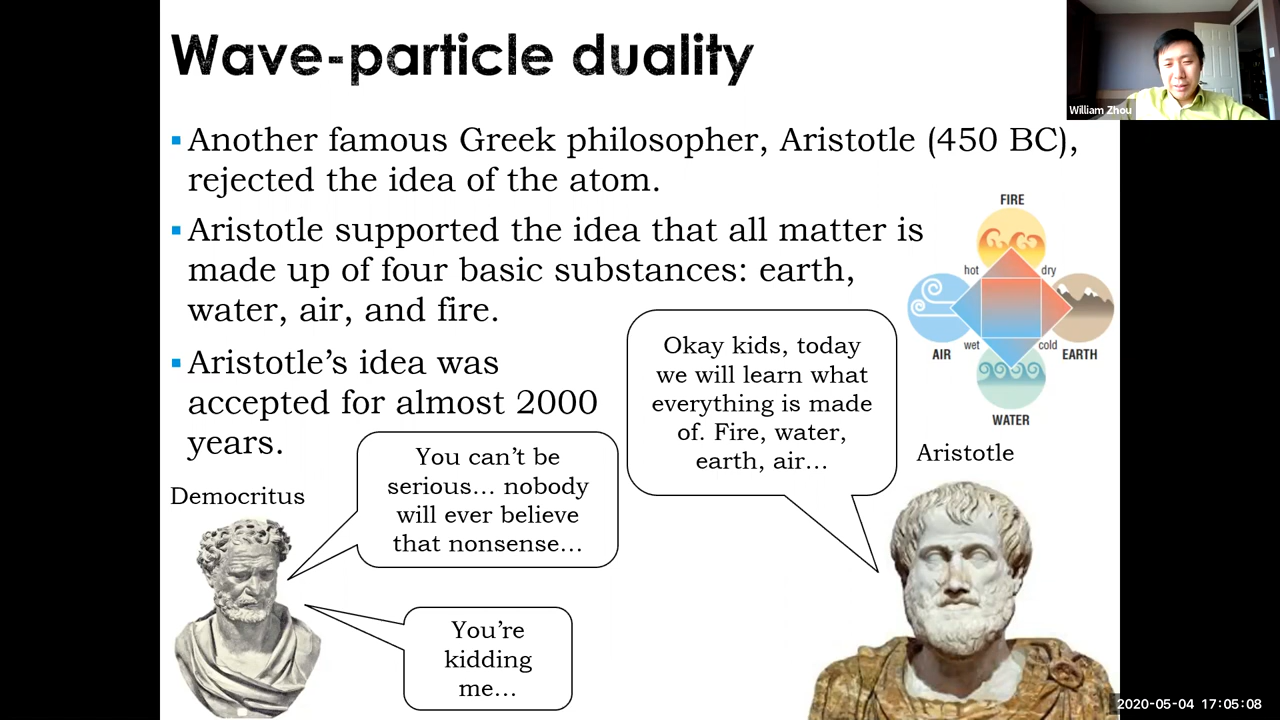 Wave-particle duality
William Zhou
▪Another famous Greek philosopher, Aristotle (450 BC),
rejected the idea of the atom.
▪Aristotle supported the idea that all matter is
made up of four basic substances: earth,
water, air, and fire.
▪Aristotle’s idea was
accepted for almost 2000
years.
FIRE
hot
dry
AIR
wet
cold
EARTH
WATER
Okay kids, today
we will learn what
everything is made
of. Fire, water,
earth, air…
Aristotle
You can’t be
serious… nobody
will ever believe
that nonsense…
Democritus
You’re
kidding
me…
2020-05-04 17:05:08